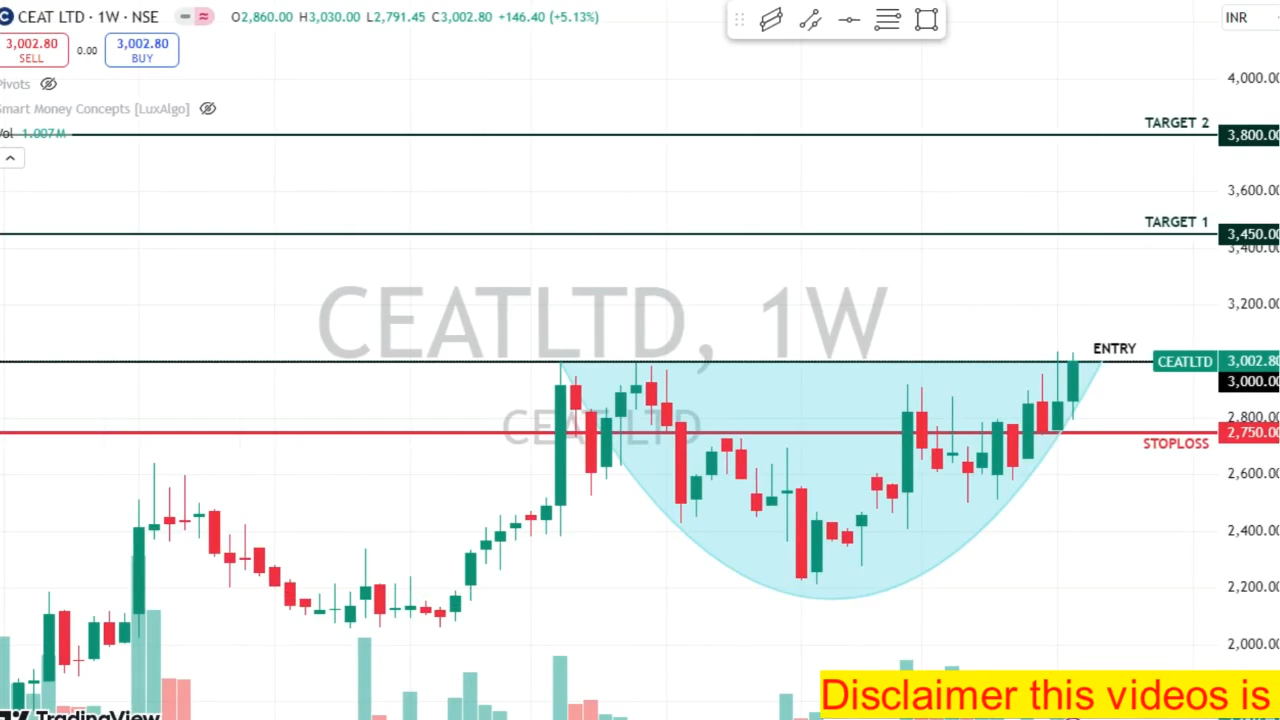 CEAT LTD · 1W · NSE
O2,860.00 H3,030.00 L2,791.45 C3,002.80 +146.40 (+5.13%)
INR
3,002.80
SELL
0.00
3,002.80
BUY
Pivots
Smart Money Concepts [LuxAlgo]
Vol 1.007M
4,000.00
TARGET 2
3,800.00
3,600.00
TARGET 1
3,450.00
3,400.00
3,200.00
CEATLTD, 1W
CEATLTD
ENTRY
CEATLTD
3,002.80
3,000.00
2,800.00
2,750.00
STOPLOSS
2,600.00
2,400.00
2,200.00
2,000.00
Disclaimer this videos is
TradingView